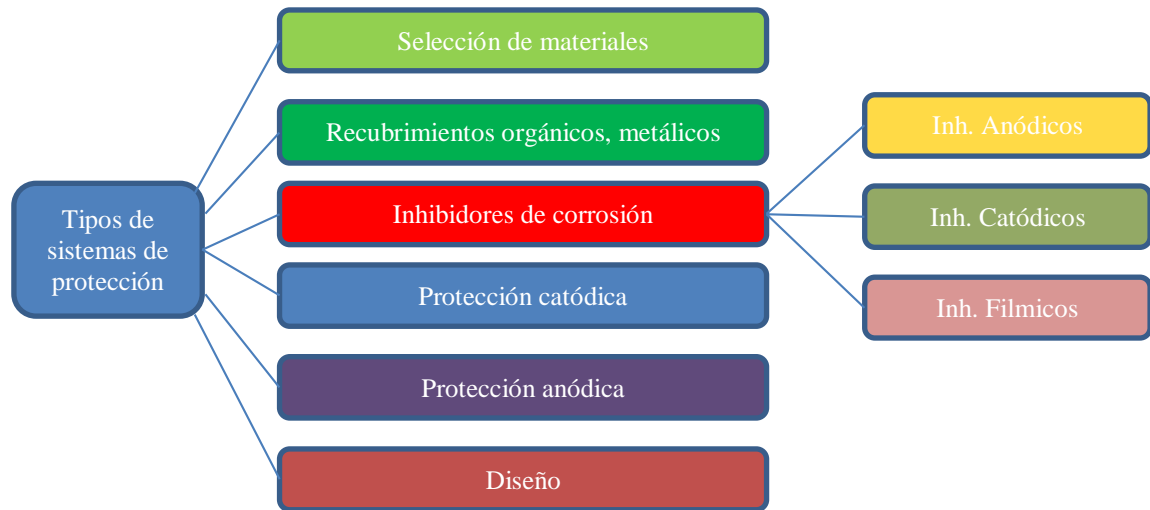 Selección de materiales
Recubrimientos orgánicos, metálicos
Inh. Anódicos
Tipos de
sistemas de
protección
Inhibidores de corrosión
Inh. Catódicos
Protección catódica
Inh. Filmicos
Protección anódica
Diseño